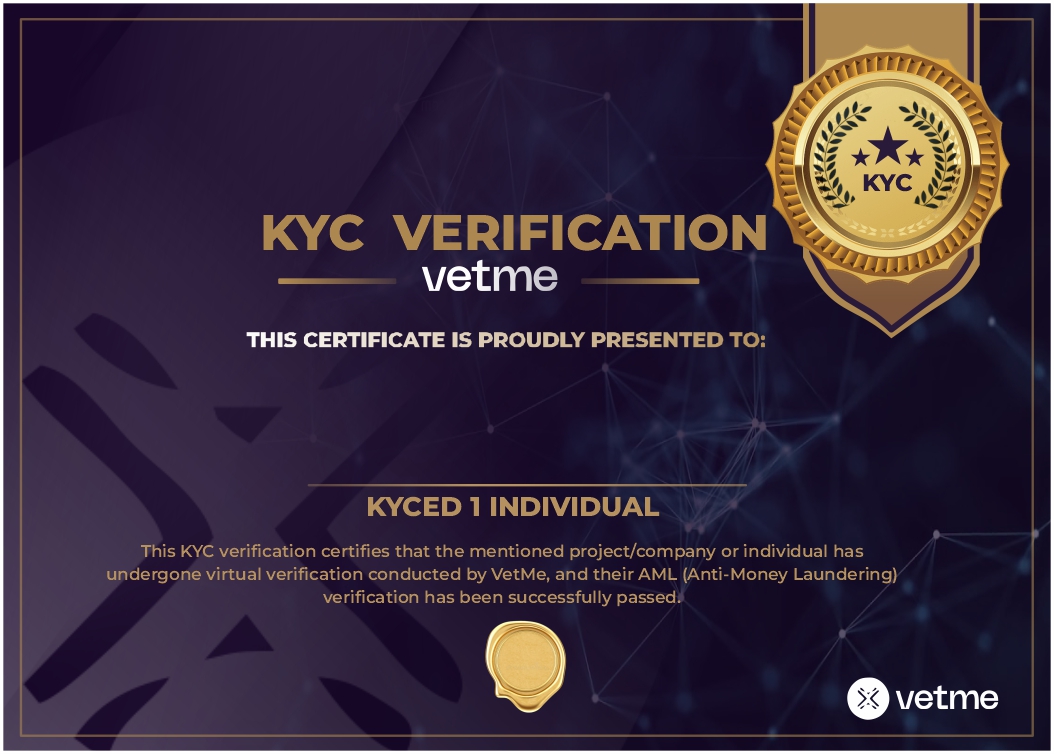 KYC
KYC VERIFICATION
vetme
THIS CERTIFICATE IS PROUDLY PRESENTED TO:
KYCED 1 INDIVIDUAL
This KYC verification certifies that the mentioned project/company or individual has
undergone virtual verification conducted by VetMe, and their AML (Anti-Money Laundering)
verification has been successfully passed.
vetme